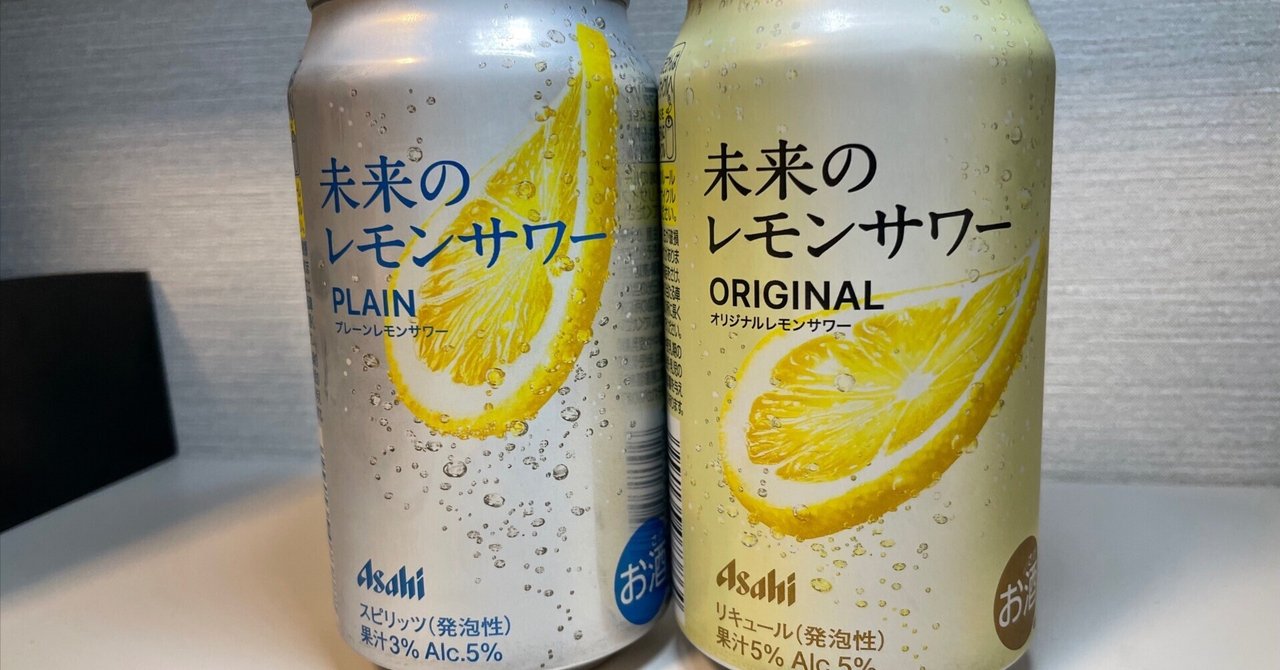 未来の
レモンサワー
PLAIN
プレーンレモンサワー
Asahi
スピリッツ(発泡性)
果汁3% Alc.5%
お酒
未来の
レモンサワー
ORIGINAL
オリジナルレモンサワー
Asahi
リキュール(発泡性)
果汁5% Alc.5%
お酒